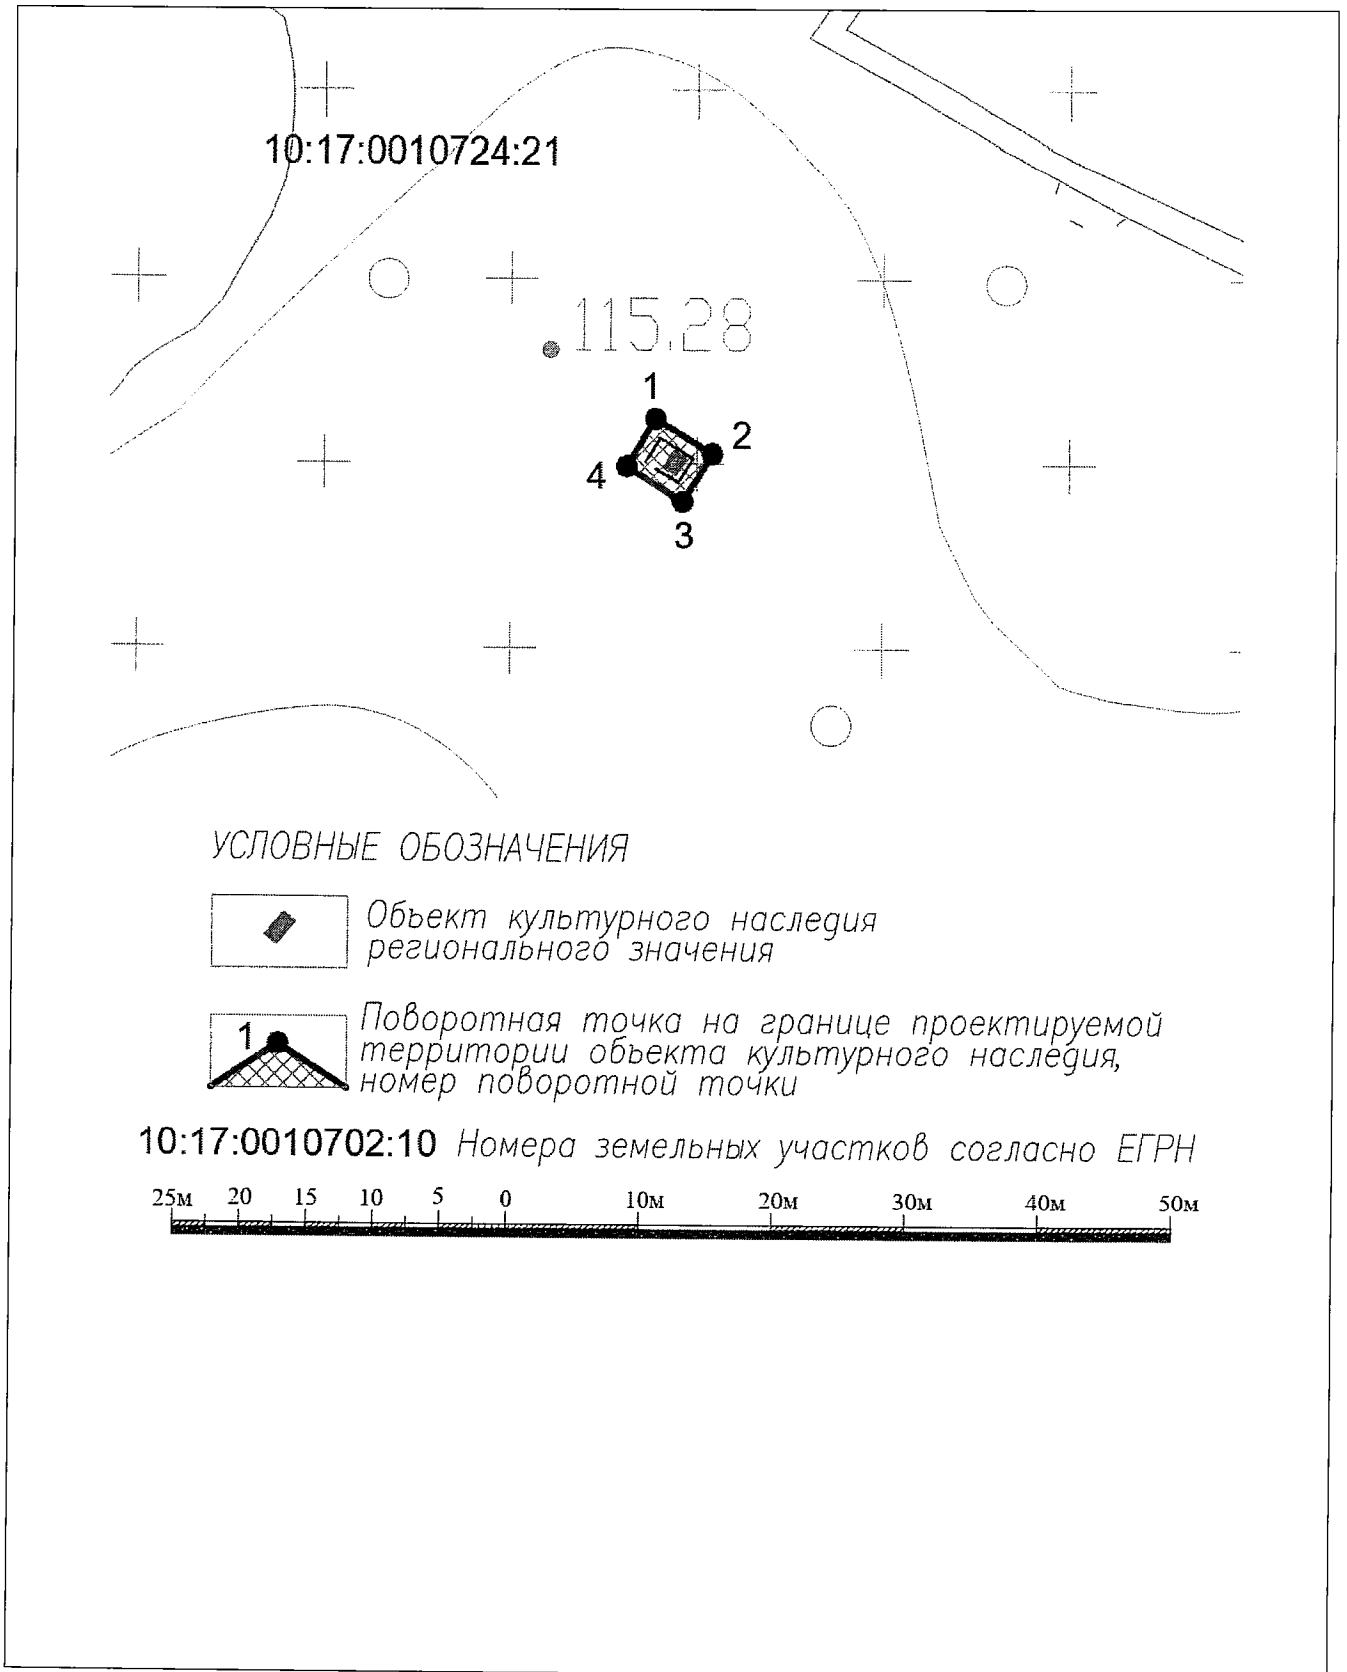 10:17:0010724:21
115.28
1
2
4
3
УСЛОВНЫЕ ОБОЗНАЧЕНИЯ
Объект культурного наследия
регионального значения
1
Поворотная точка на границе проектируемой
территории объекта культурного наследия,
номер поворотной точки
10:17:0010702:10 Номера земельных участков согласно ЕГРН
25м 20 15 10 5 0 10м 20м 30м 40м 50м